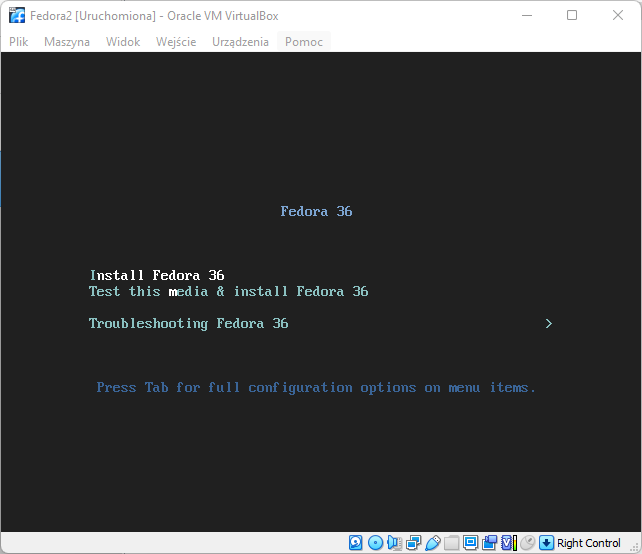 Fedora2 [Uruchomiona] - Oracle VM VirtualBox
Plik Maszyna Widok Wejście Urządzenia Pomoc
Fedora 36
Install Fedora 36
Test this media & install Fedora 36
Troubleshooting Fedora 36 >
Press Tab for full configuration options on menu items.
Right Control